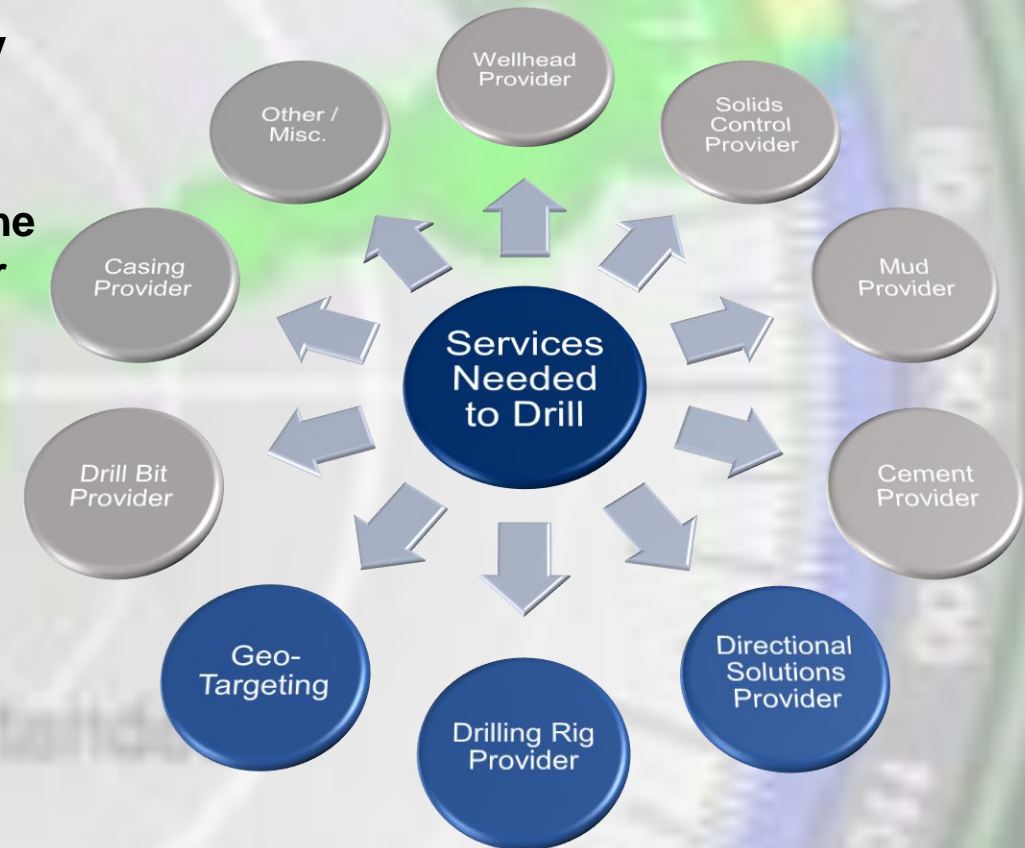 Wellhead
Provider
Other /
Misc.
Solids
Control
Provider
Casing
Provider
Mud
Provider
Services
Needed
to Drill
Drill Bit
Provider
Cement
Provider
Geo-
Targeting
Drilling Rig
Provider
Directional
Solutions
Provider